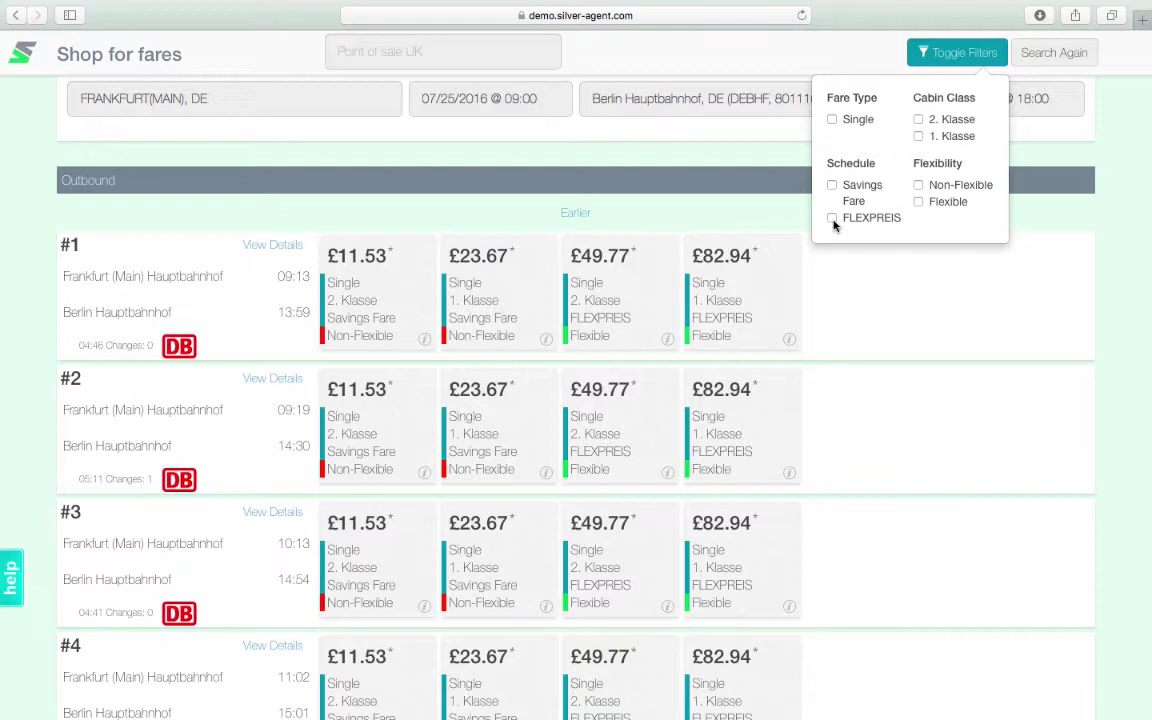 demo.silver-agent.com
Shop for fares
Point of sale UK
Toggle Filters
Search Again
FRANKFURT(MAIN), DE
07/25/2016 @ 09:00
Berlin Hauptbahnhof, DE (DEBHF, 80111
@ 18:00
Fare Type
Single
Cabin Class
2. Klasse
1. Klasse
Schedule
Savings
Fare
FLEXPREIS
Flexibility
Non-Flexible
Flexible
Outbound
Earlier
#1
View Details
Frankfurt (Main) Hauptbahnhof 09:13
Berlin Hauptbahnhof 13:59
04:46 Changes: 0 DB
£11.53*
Single
2. Klasse
Savings Fare
Non-Flexible
£23.67*
Single
1. Klasse
Savings Fare
Non-Flexible
£49.77*
Single
2. Klasse
FLEXPREIS
Flexible
£82.94*
Single
1. Klasse
FLEXPREIS
Flexible
#2
View Details
Frankfurt (Main) Hauptbahnhof 09:19
Berlin Hauptbahnhof 14:30
05:11 Changes: 1 DB
£11.53*
Single
2. Klasse
Savings Fare
Non-Flexible
£23.67*
Single
1. Klasse
Savings Fare
Non-Flexible
£49.77*
Single
2. Klasse
FLEXPREIS
Flexible
£82.94*
Single
1. Klasse
FLEXPREIS
Flexible
#3
View Details
Frankfurt (Main) Hauptbahnhof 10:13
Berlin Hauptbahnhof 14:54
04:41 Changes: 0 DB
£11.53*
Single
2. Klasse
Savings Fare
Non-Flexible
£23.67*
Single
1. Klasse
Savings Fare
Non-Flexible
£49.77*
Single
2. Klasse
FLEXPREIS
Flexible
£82.94*
Single
1. Klasse
FLEXPREIS
Flexible
#4
View Details
Frankfurt (Main) Hauptbahnhof 11:02
Berlin Hauptbahnhof 15:01
£11.53*
Single
2. Klasse
Savings Fare
£23.67*
Single
1. Klasse
Savings Fare
£49.77*
Single
2. Klasse
FLEXPREIS
£82.94*
Single
1. Klasse
FLEXPREIS
help